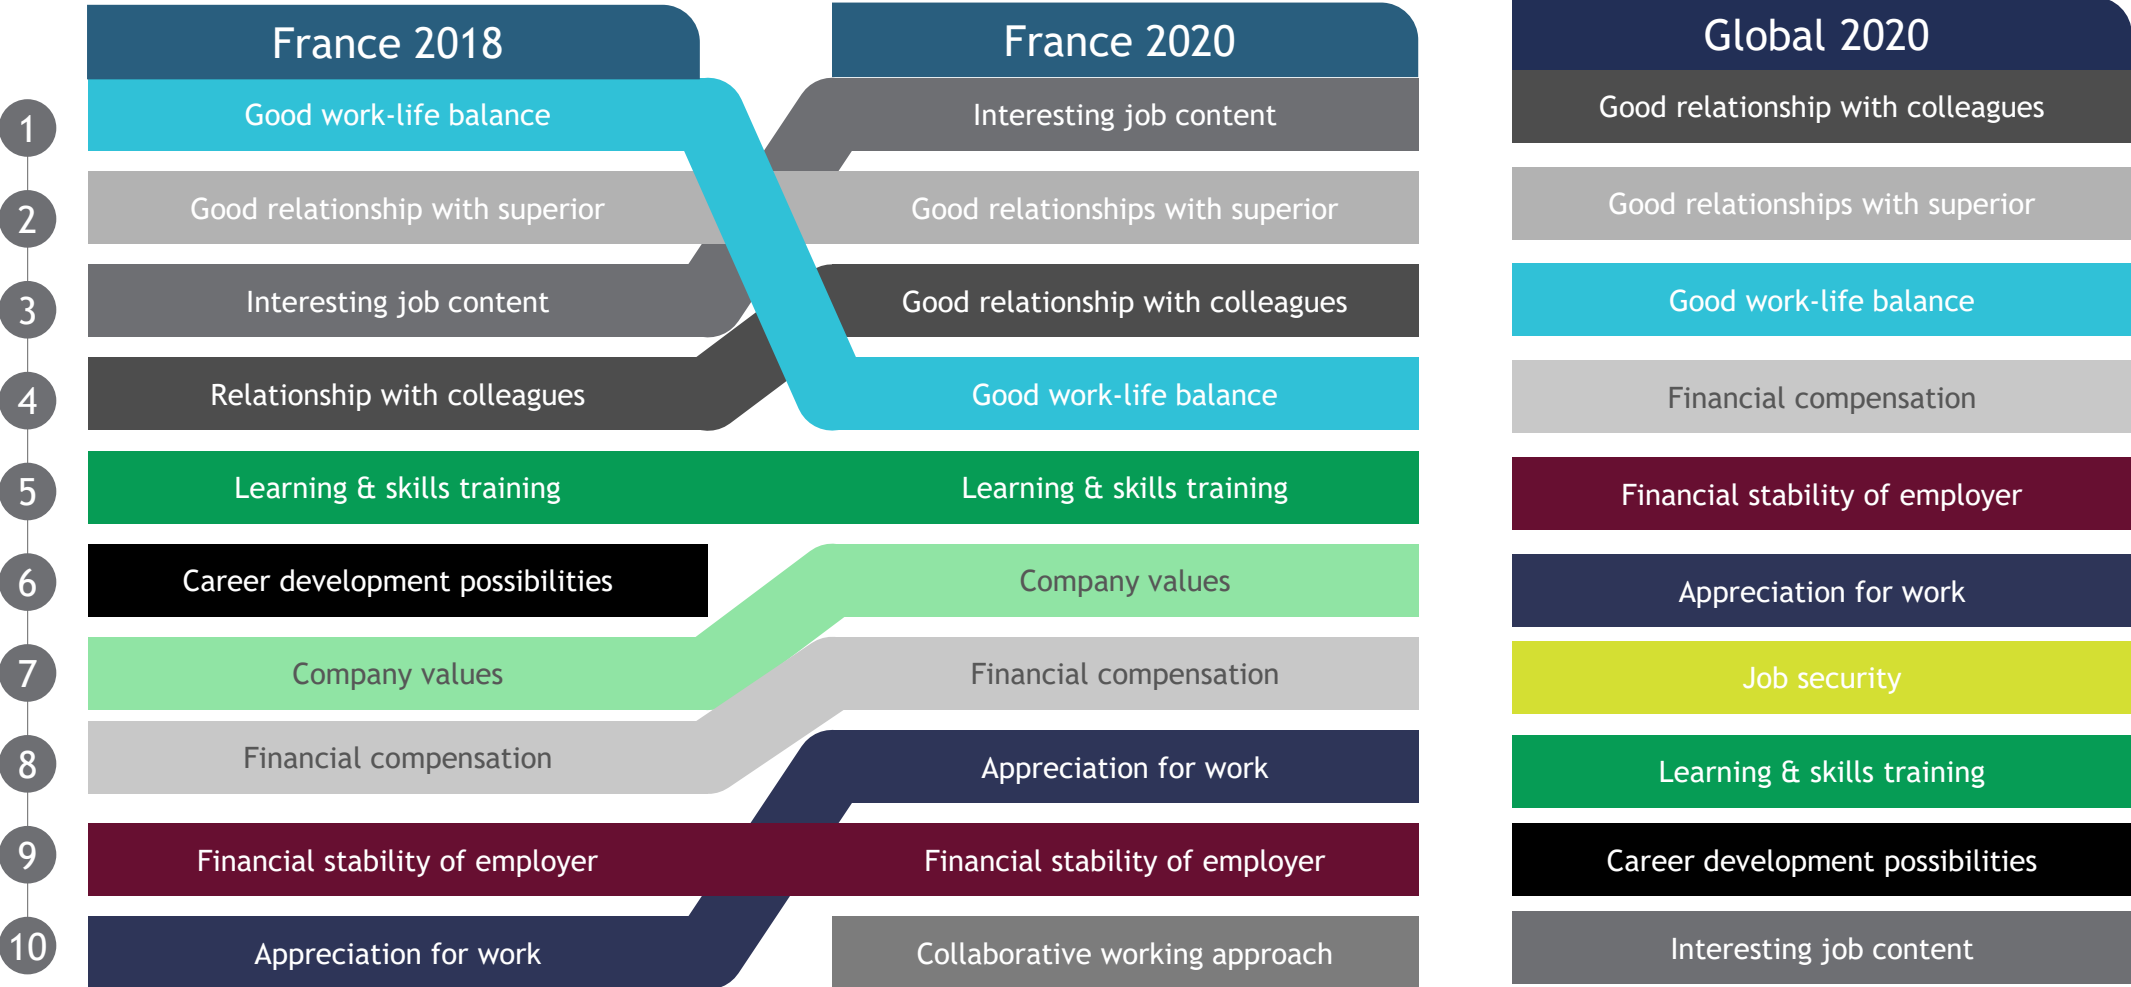 France 2018
France 2020
Global 2020
1
Good work-life balance
Interesting job content
Good relationship with colleagues
2
Good relationship with superior
Good relationships with superior
Good relationships with superior
3
Interesting job content
Good relationship with colleagues
Good work-life balance
4
Relationship with colleagues
Good work-life balance
Financial compensation
5
Learning & skills training
Learning & skills training
Financial stability of employer
6
Career development possibilities
Company values
Appreciation for work
7
Company values
Financial compensation
Job security
8
Financial compensation
Appreciation for work
Learning & skills training
9
Financial stability of employer
Financial stability of employer
Career development possibilities
10
Appreciation for work
Collaborative working approach
Interesting job content